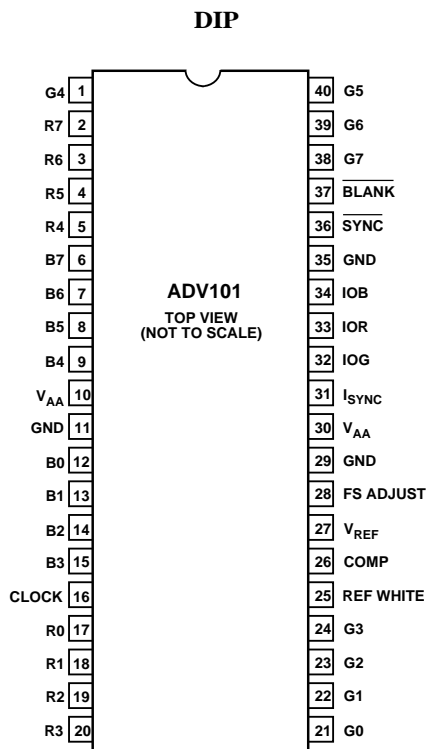 DIP
G4 1 40 G5
R7 2 39 G6
R6 3 38 G7
R5 4 37 BLANK
R4 5 36 SYNC
B7 6 35 GND
B6 7 34 IOB
ADV101
B5 8 33 IOR
TOP VIEW
(NOT TO SCALE)
B4 9 32 IOG
VAA 10 31 ISYNC
GND 11 30 VAA
B0 12 29 GND
B1 13 28 FS ADJUST
B2 14 27 VREF
B3 15 26 COMP
CLOCK 16 25 REF WHITE
R0 17 24 G3
R1 18 23 G2
R2 19 22 G1
R3 20 21 G0